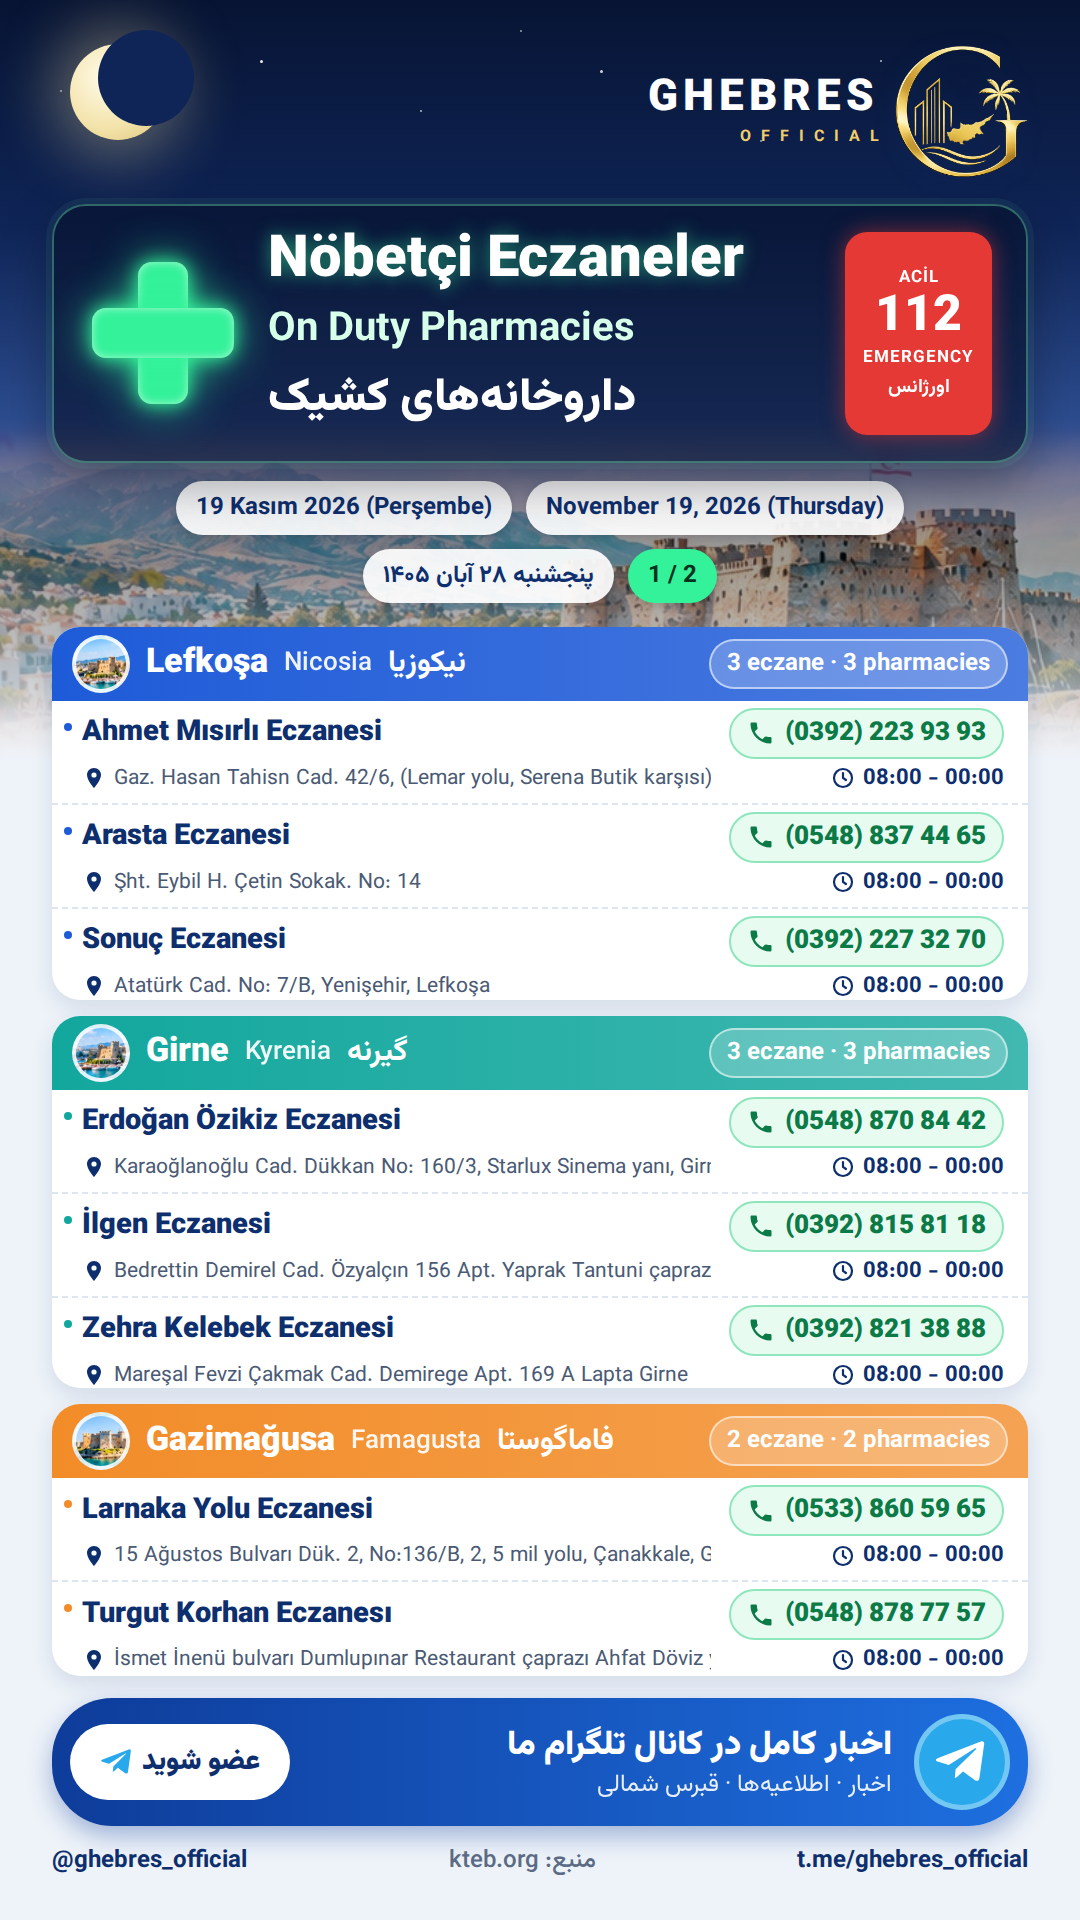 GHEBRES
OFFICIAL
Nöbetçi Eczaneler
On Duty Pharmacies
داروخانه‌های کشیک
ACİL
112
EMERGENCY
اورژانس
19 Kasım 2026 (Perşembe)
November 19, 2026 (Thursday)
پنجشنبه ۲۸ آبان ۱۴۰۵
1 / 2
Lefkoşa Nicosia نیکوزیا
3 eczane · 3 pharmacies
Ahmet Mısırlı Eczanesi
(0392) 223 93 93
Gaz. Hasan Tahisn Cad. 42/6, (Lemar yolu, Serena Butik karşısı)
08:00 - 00:00
Arasta Eczanesi
(0548) 837 44 65
Şht. Eybil H. Çetin Sokak. No: 14
08:00 - 00:00
Sonuç Eczanesi
(0392) 227 32 70
Atatürk Cad. No: 7/B, Yenişehir, Lefkoşa
08:00 - 00:00
Girne Kyrenia گیرنه
3 eczane · 3 pharmacies
Erdoğan Özikiz Eczanesi
(0548) 870 84 42
Karaoğlanoğlu Cad. Dükkan No: 160/3, Starlux Sinema yanı,
08:00 - 00:00
İlgen Eczanesi
(0392) 815 81 18
Bedrettin Demirel Cad. Özyalçın 156 Apt. Yaprak Tantuni çapraz
08:00 - 00:00
Zehra Kelebek Eczanesi
(0392) 821 38 88
Mareşal Fevzi Çakmak Cad. Demirege Apt. 169 A Lapta Girne
08:00 - 00:00
Gazimağusa Famagusta فاماگوستا
2 eczane · 2 pharmacies
Larnaka Yolu Eczanesi
(0533) 860 59 65
15 Ağustos Bulvarı Dük. 2, No:136/B, 2, 5 mil yolu, Çanakkale,
08:00 - 00:00
Turgut Korhan Eczanesı
(0548) 878 77 57
İsmet İnenü bulvarı Dumlupınar Restaurant çaprazı Ahfat Döviz
08:00 - 00:00
اخبار کامل در کانال تلگرام ما
اخبار · اطلاعیه‌ها · قبرس شمالی
عضو شوید
@ghebres_official
منبع: kteb.org
t.me/ghebres_official